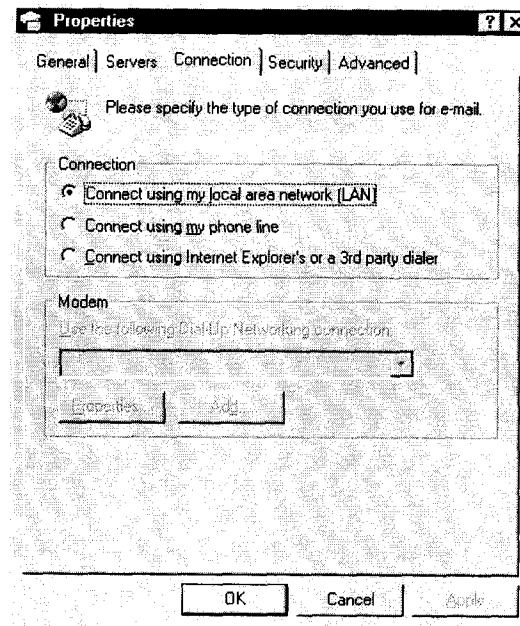 Properties
? X
General Servers Connection Security Advanced
Please specify the type of connection you use for e-mail.
Connection
Connect using my local area network (LAN)
Connect using my phone line
Connect using Internet Explorer's or a 3rd party dialer
Modem
Use the following Dial-Up Networking connection:
Properties... Add...
OK Cancel Apply